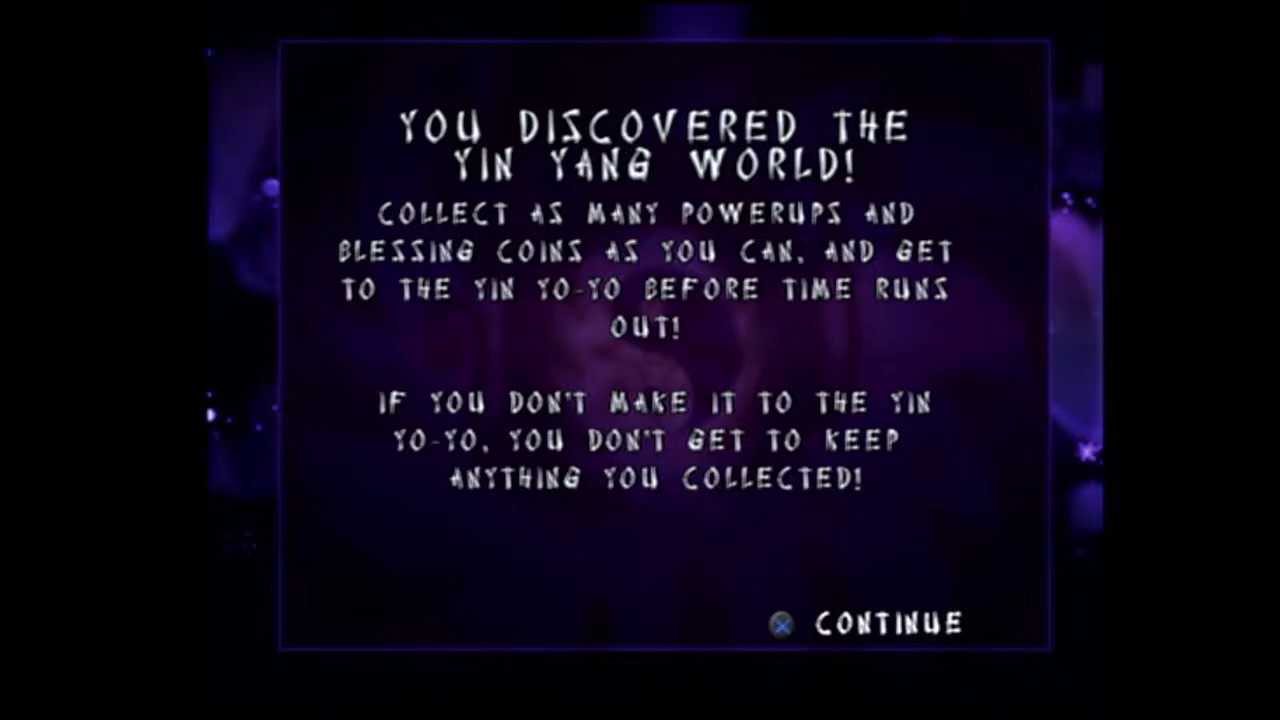 YOU DISCOVERED THE
YIN YANG WORLD!
COLLECT AS MANY POWERUPS AND
BLESSING COINS AS YOU CAN, AND GET
TO THE YIN YO-YO BEFORE TIME RUNS
OUT!
IF YOU DON'T MAKE IT TO THE YIN
YO-YO, YOU DON'T GET TO KEEP
ANYTHING YOU COLLECTED!
CONTINUE